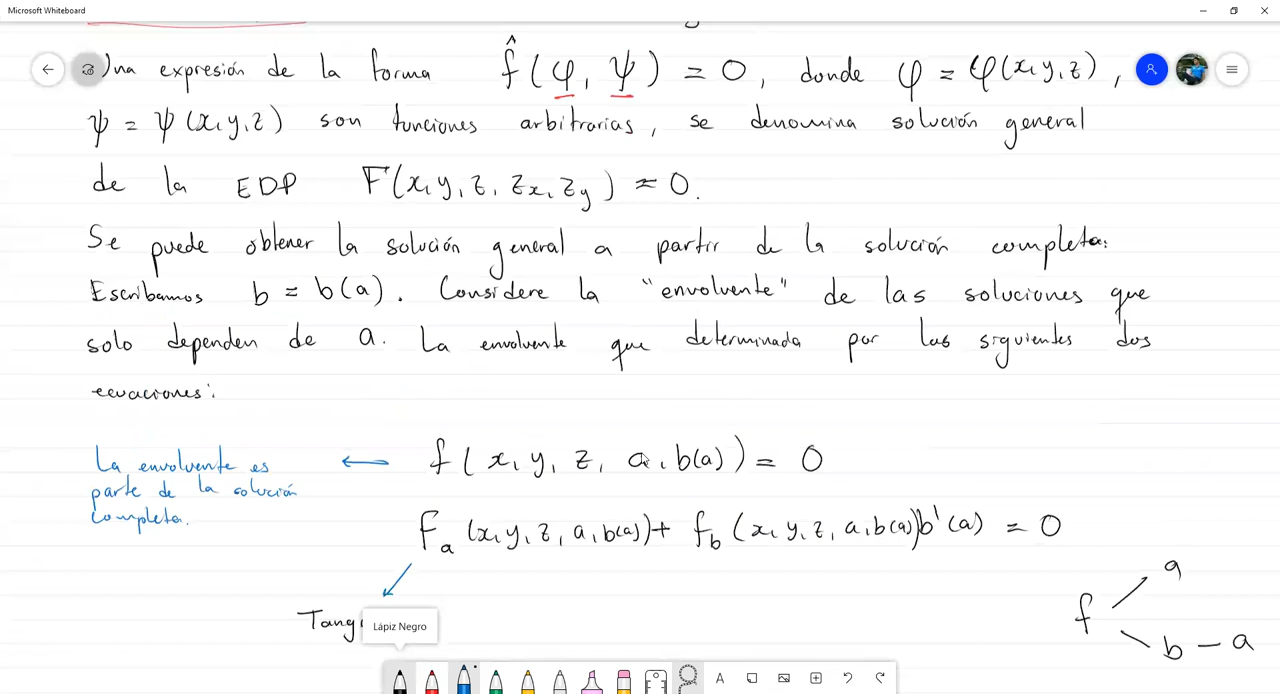 Microsoft Whiteboard
Una expresión de la forma f̂(φ, ψ) = 0, donde φ = φ(x,y,z),
ψ = ψ(x,y,z) son funciones arbitrarias, se denomina solución general
de la EDP F(x,y,z,zx,zy) = 0.
Se puede obtener la solución general a partir de la solución completa:
Escribamos b = b(a). Considere la "envolvente" de las soluciones que
solo dependen de a. La envolvente que determinada por las siguientes dos
ecuaciones:
La envolvente es
parte de la solución
completa.
← f(x,y,z,a,b(a)) = 0
Fa(x,y,z,a,b(a)) + fb(x,y,z,a,b(a))b'(a) = 0
Tang
Lápiz Negro
f a
b — a
A